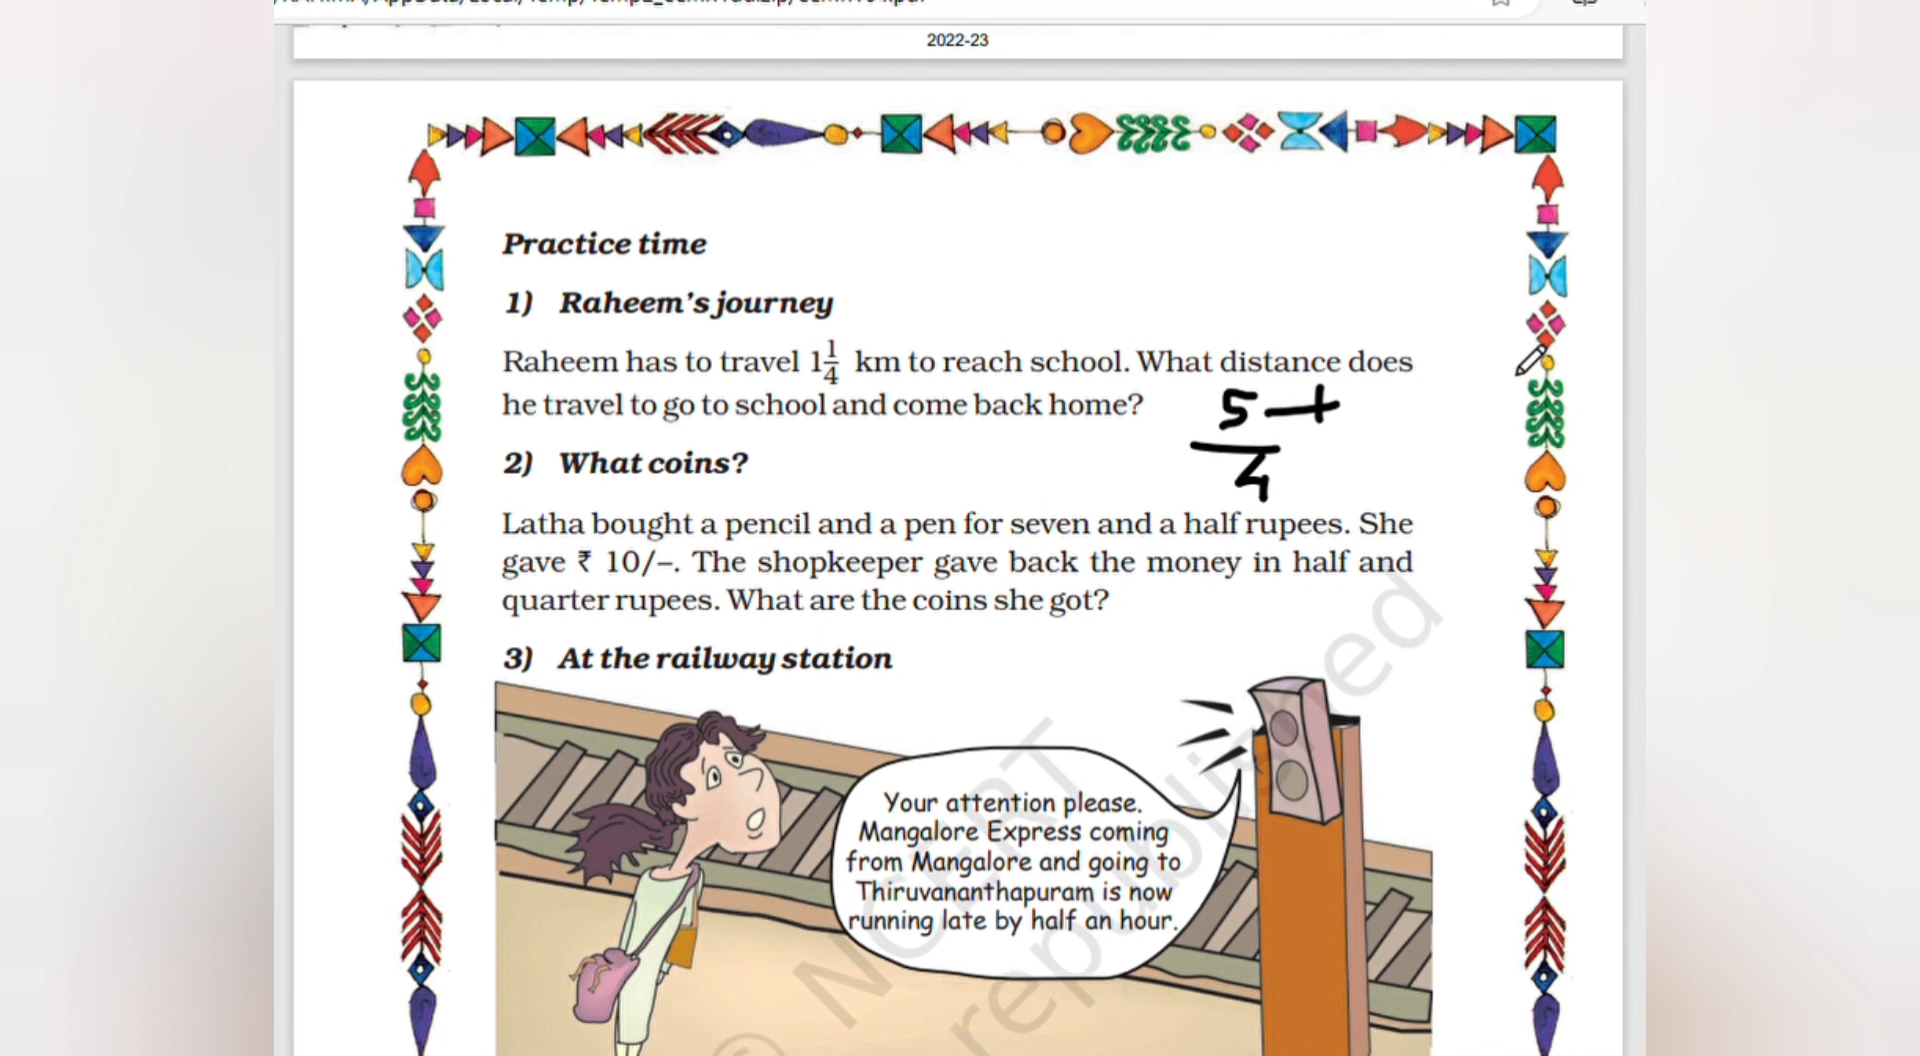 2022-23
Practice time
1) Raheem's journey
Raheem has to travel 1 1/4 km to reach school. What distance does
he travel to go to school and come back home?
5 +
4
2) What coins?
Latha bought a pencil and a pen for seven and a half rupees. She
gave ₹ 10/–. The shopkeeper gave back the money in half and
quarter rupees. What are the coins she got?
3) At the railway station
Your attention please.
Mangalore Express coming
from Mangalore and going to
Thiruvananthapuram is now
running late by half an hour.
© NCERT
republished